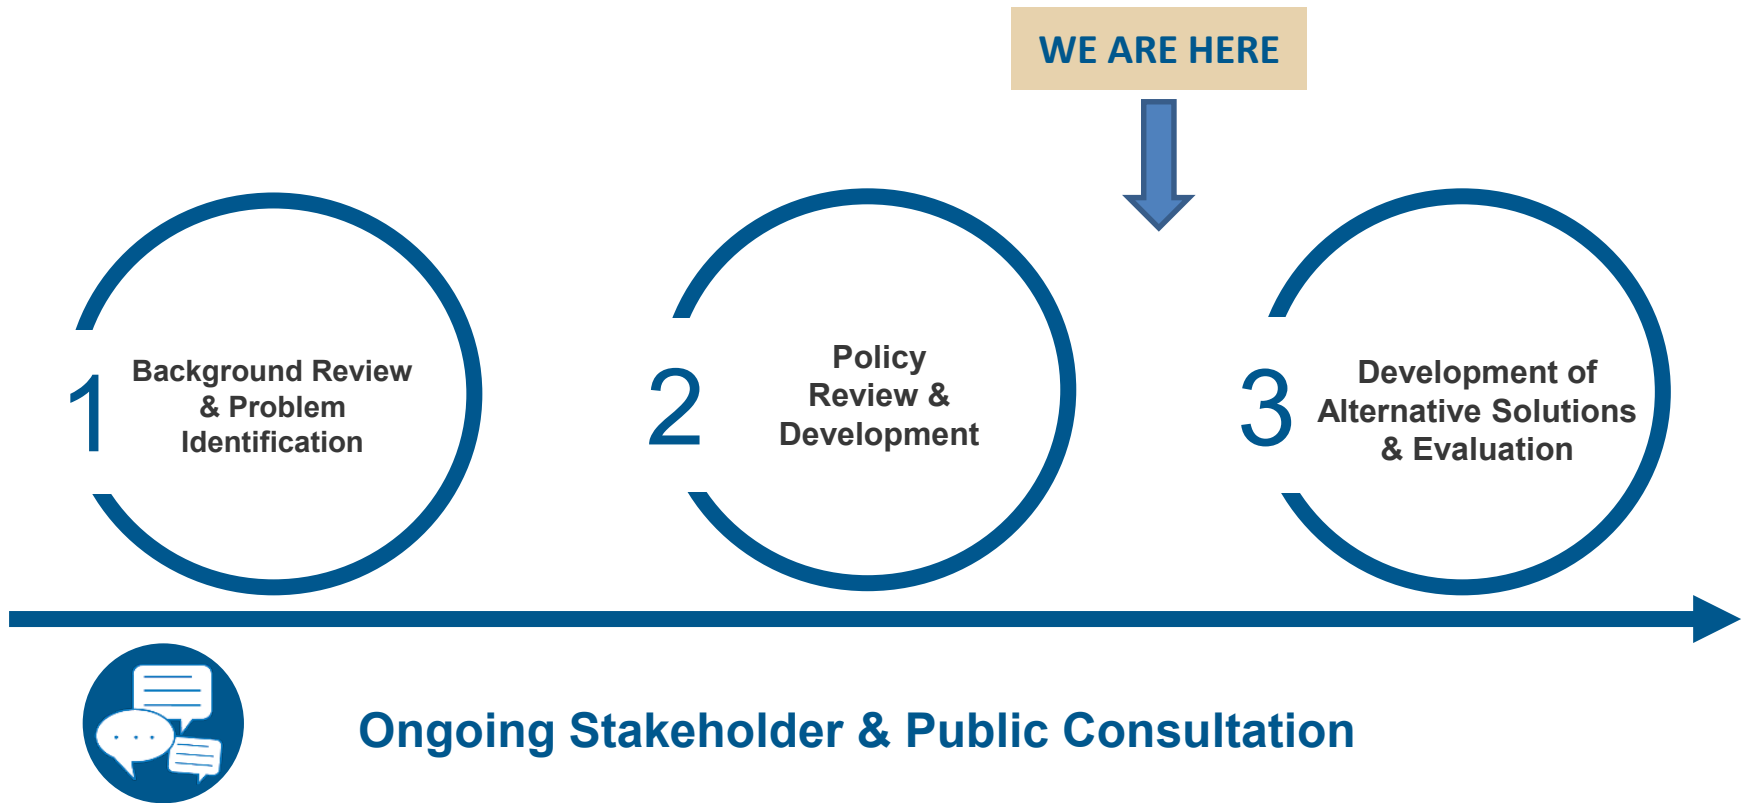 WE ARE HERE
1
Background Review
& Problem
Identification
2
Policy
Review &
Development
3
Development of
Alternative Solutions
& Evaluation
Ongoing Stakeholder & Public Consultation